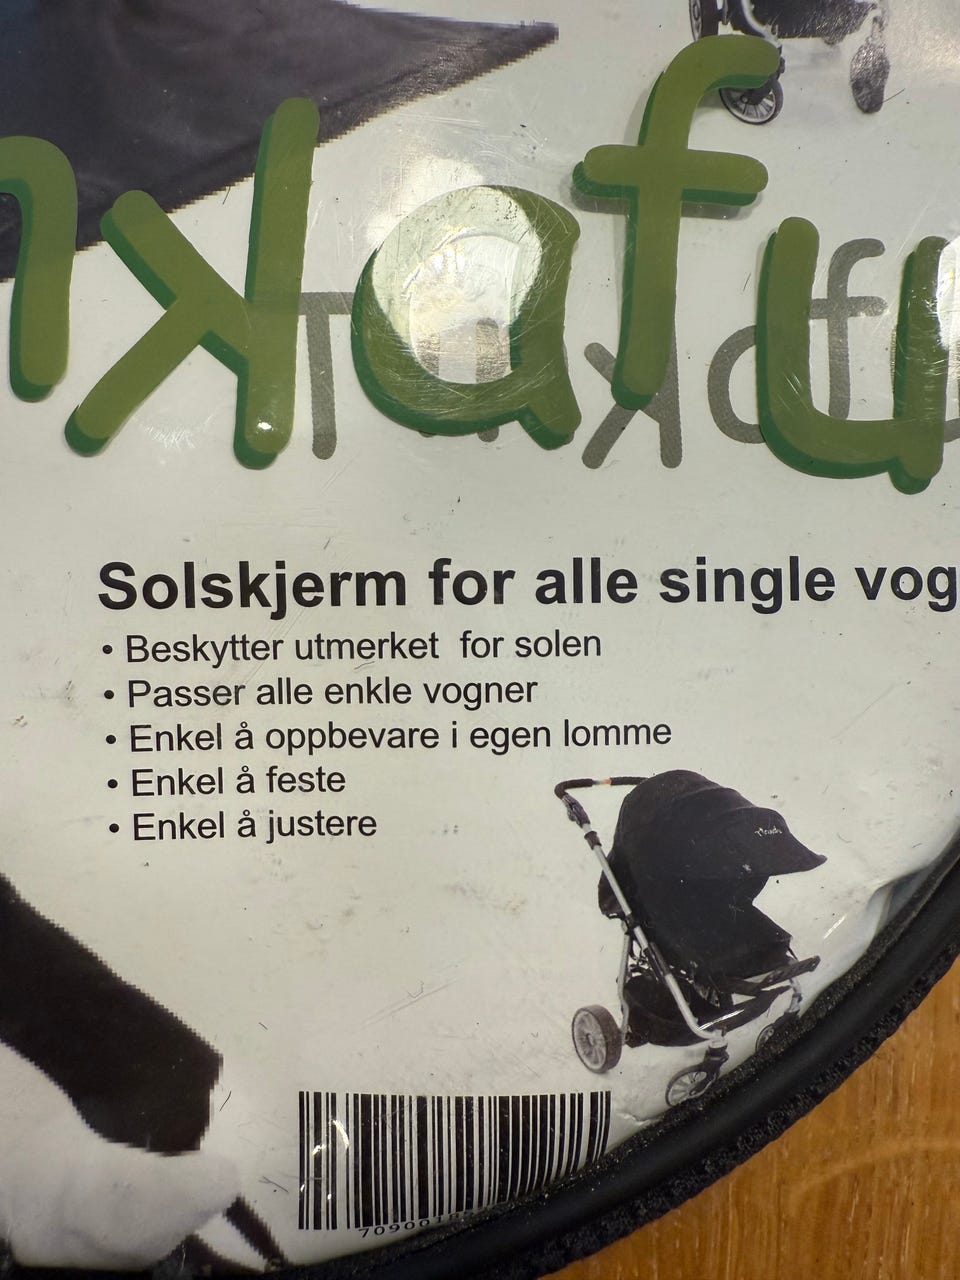 kafu
Solskjerm for alle single vog
• Beskytter utmerket for solen
• Passer alle enkle vogner
• Enkel å oppbevare i egen lomme
• Enkel å feste
• Enkel å justere